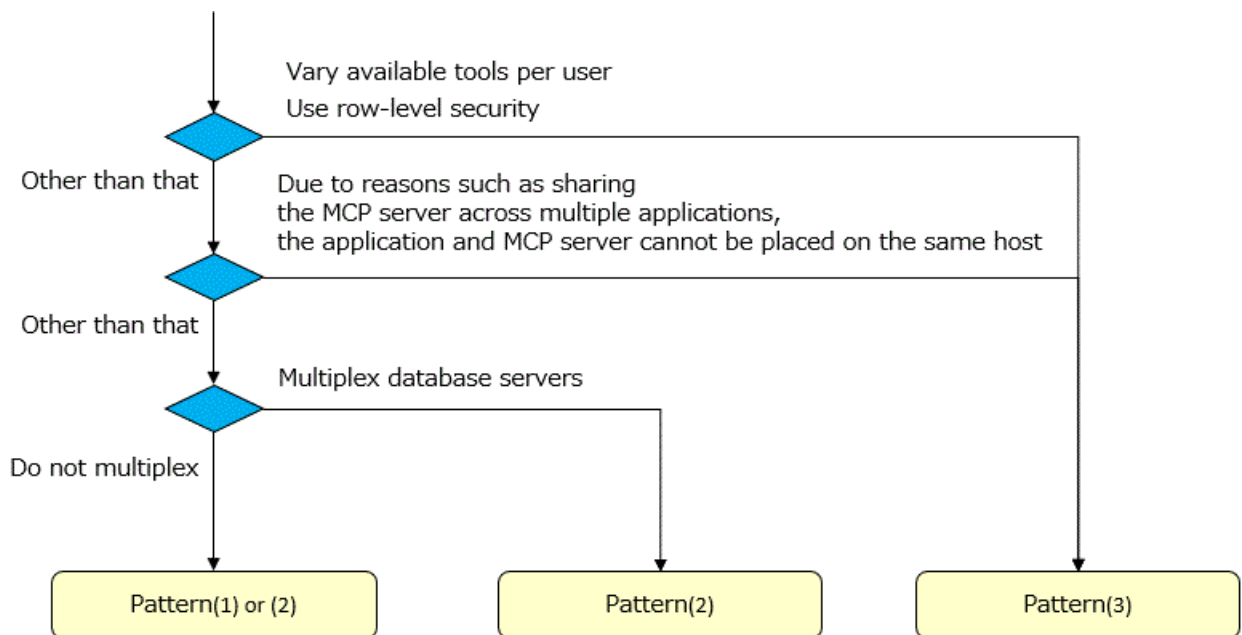 Vary available tools per user
Use row-level security
Other than that
Due to reasons such as sharing
the MCP server across multiple applications,
the application and MCP server cannot be placed on the same host
Other than that
Multiplex database servers
Do not multiplex
Pattern(1) or (2)
Pattern(2)
Pattern(3)